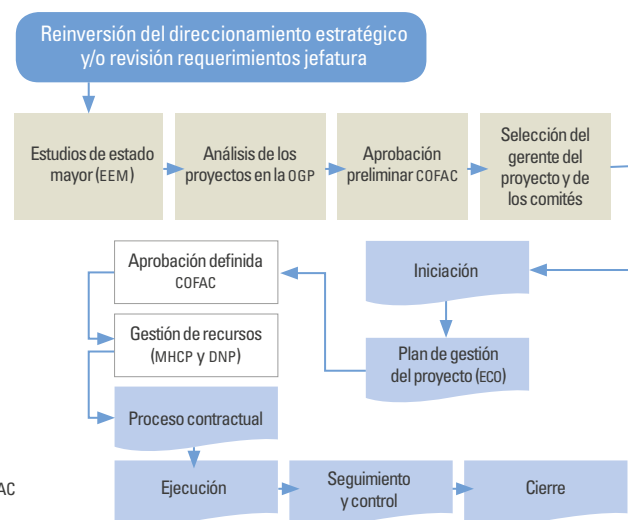 Reinversión del direccionamiento estratégico
y/o revisión requerimientos jefatura
Estudios de estado
mayor (EEM)
Análisis de los
proyectos en la OGP
Aprobación
preliminar COFAC
Selección del
gerente del
proyecto y de
los comités
Aprobación definida
COFAC
Iniciación
Gestión de recursos
(MHCP y DNP)
Plan de gestión
del proyecto (ECO)
Proceso contractual
AC
Ejecución
Seguimiento
y control
Cierre